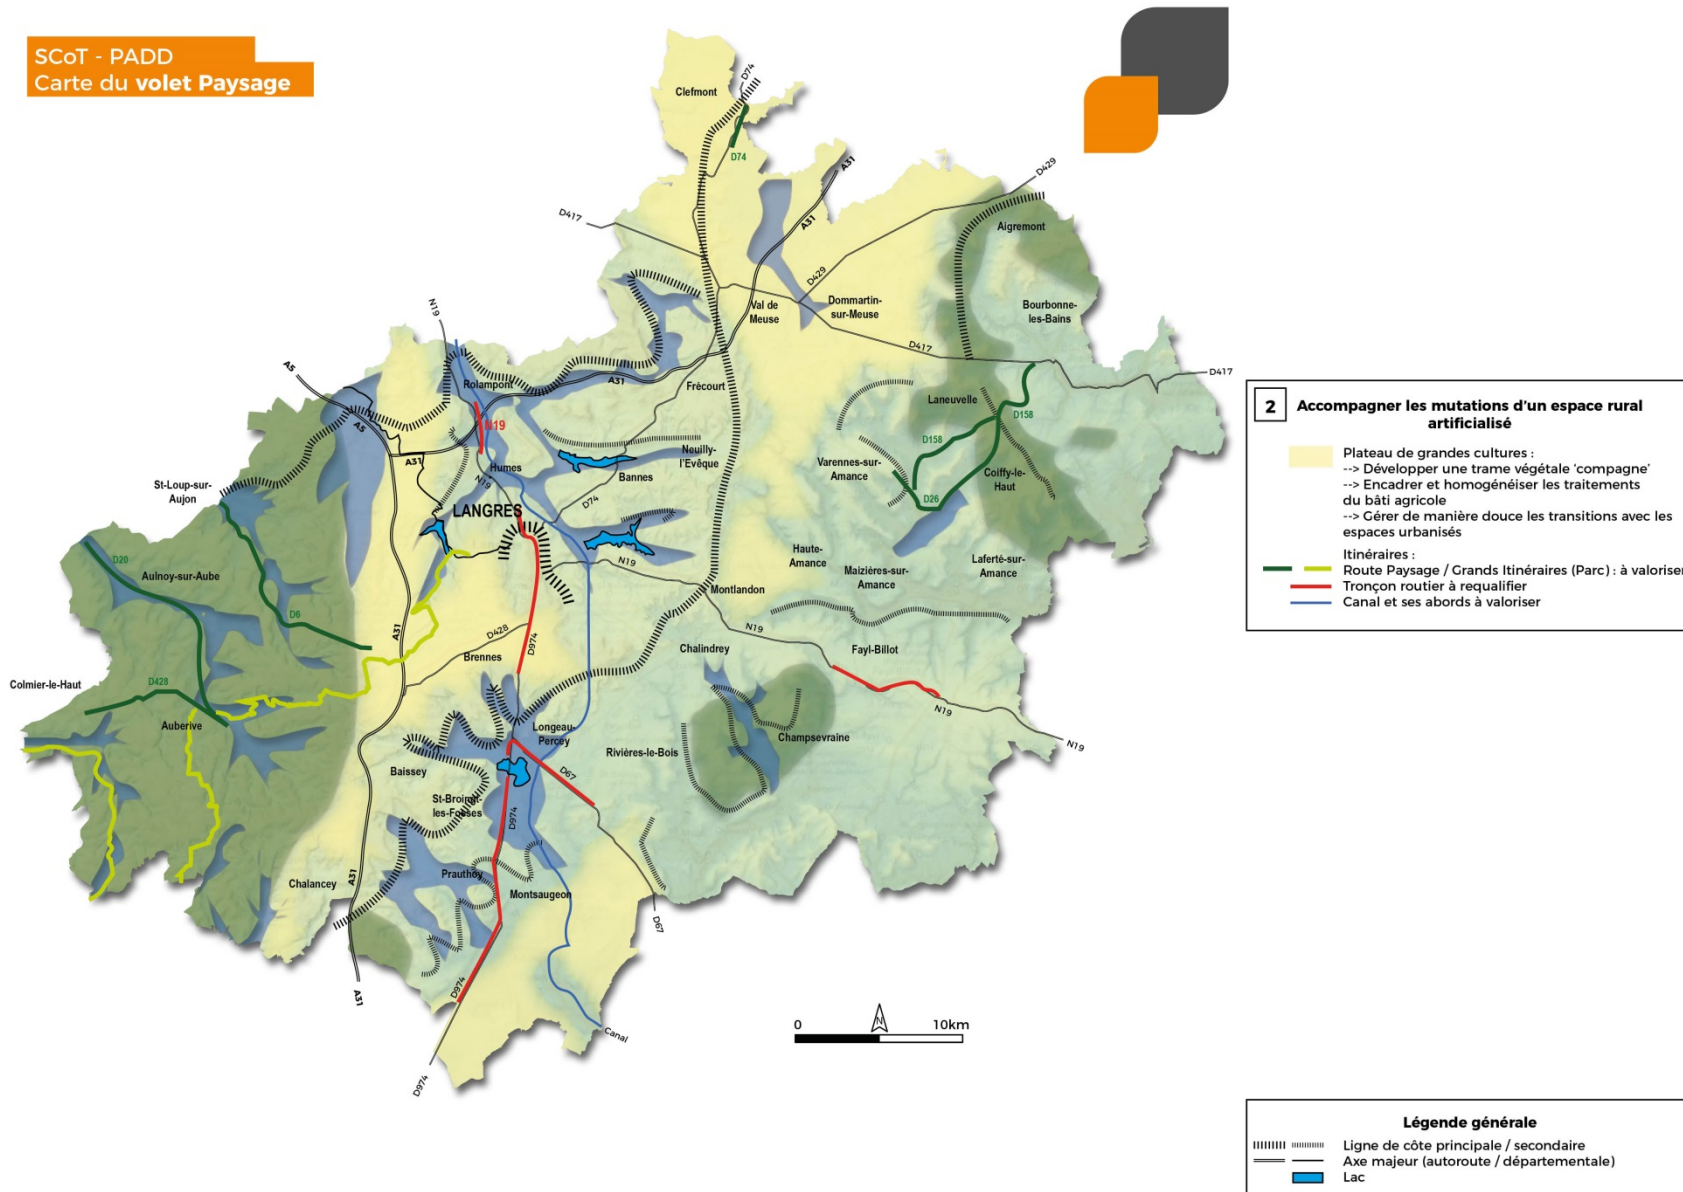 SCoT - PADD
Carte du volet Paysage
Clefmont
D74
D74
A31
D429
D417
Aigremont
D429
N19
Val de
Meuse
Dommartin-
sur-Meuse
Bourbonne-
les-Bains
A5
D417
D417
Rolampont
A31
Frécourt
Laneuvelle
D158
A5
N19
D158
A31
Humes
Neuilly-
l'Evêque
Bannes
Varennes-sur-
Amance
Coiffy-le-
Haut
St-Loup-sur-
Aujon
N19
D74
D26
LANGRES
D20
Haute-
Amance
N19
Maizières-sur-
Amance
Laferté-sur-
Amance
Aulnoy-sur-Aube
Montlandon
D6
A31
D428
D974
N19
Brennes
Chalindrey
Fayl-Billot
Colmier-le-Haut
D428
Auberive
Longeau-
Percey
N19
Champsevraine
Rivières-le-Bois
N19
Baissey
D67
St-Broingt-
les-Fosses
D974
A31
Chalancey
Prauthoy
Montsaugeon
D67
D974
A31
Canal
D974
0
N
10km
2 Accompagner les mutations d'un espace rural
artificialisé
Plateau de grandes cultures :
--> Développer une trame végétale 'compagne'
--> Encadrer et homogénéiser les traitements
du bâti agricole
--> Gérer de manière douce les transitions avec les
espaces urbanisés
Itinéraires :
Route Paysage / Grands Itinéraires (Parc) : à valoriser
Tronçon routier à requalifier
Canal et ses abords à valoriser
Légende générale
Ligne de côte principale / secondaire
Axe majeur (autoroute / départementale)
Lac